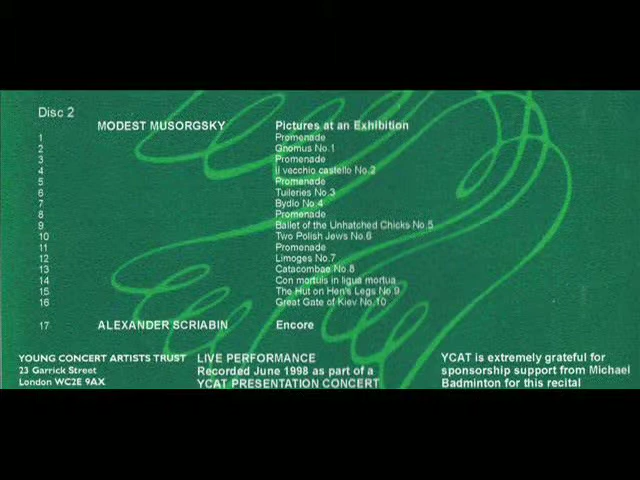 Disc 2
MODEST MUSORGSKY Pictures at an Exhibition
1 Promenade
2 Gnomus No.1
3 Promenade
4 Il vecchio castello No.2
5 Promenade
6 Tuileries No.3
7 Bydlo No.4
8 Promenade
9 Ballet of the Unhatched Chicks No.5
10 Two Polish Jews No.6
11 Promenade
12 Limoges No.7
13 Catacombae No.8
14 Con mortuis in ligua mortua
15 The Hut on Hen's Legs No.9
16 Great Gate of Kiev No.10
17 ALEXANDER SCRIABIN Encore
YOUNG CONCERT ARTISTS TRUST
23 Garrick Street
London WC2E 9AX
LIVE PERFORMANCE
Recorded June 1998 as part of a
YCAT PRESENTATION CONCERT
YCAT is extremely grateful for
sponsorship support from Michael
Badminton for this recital